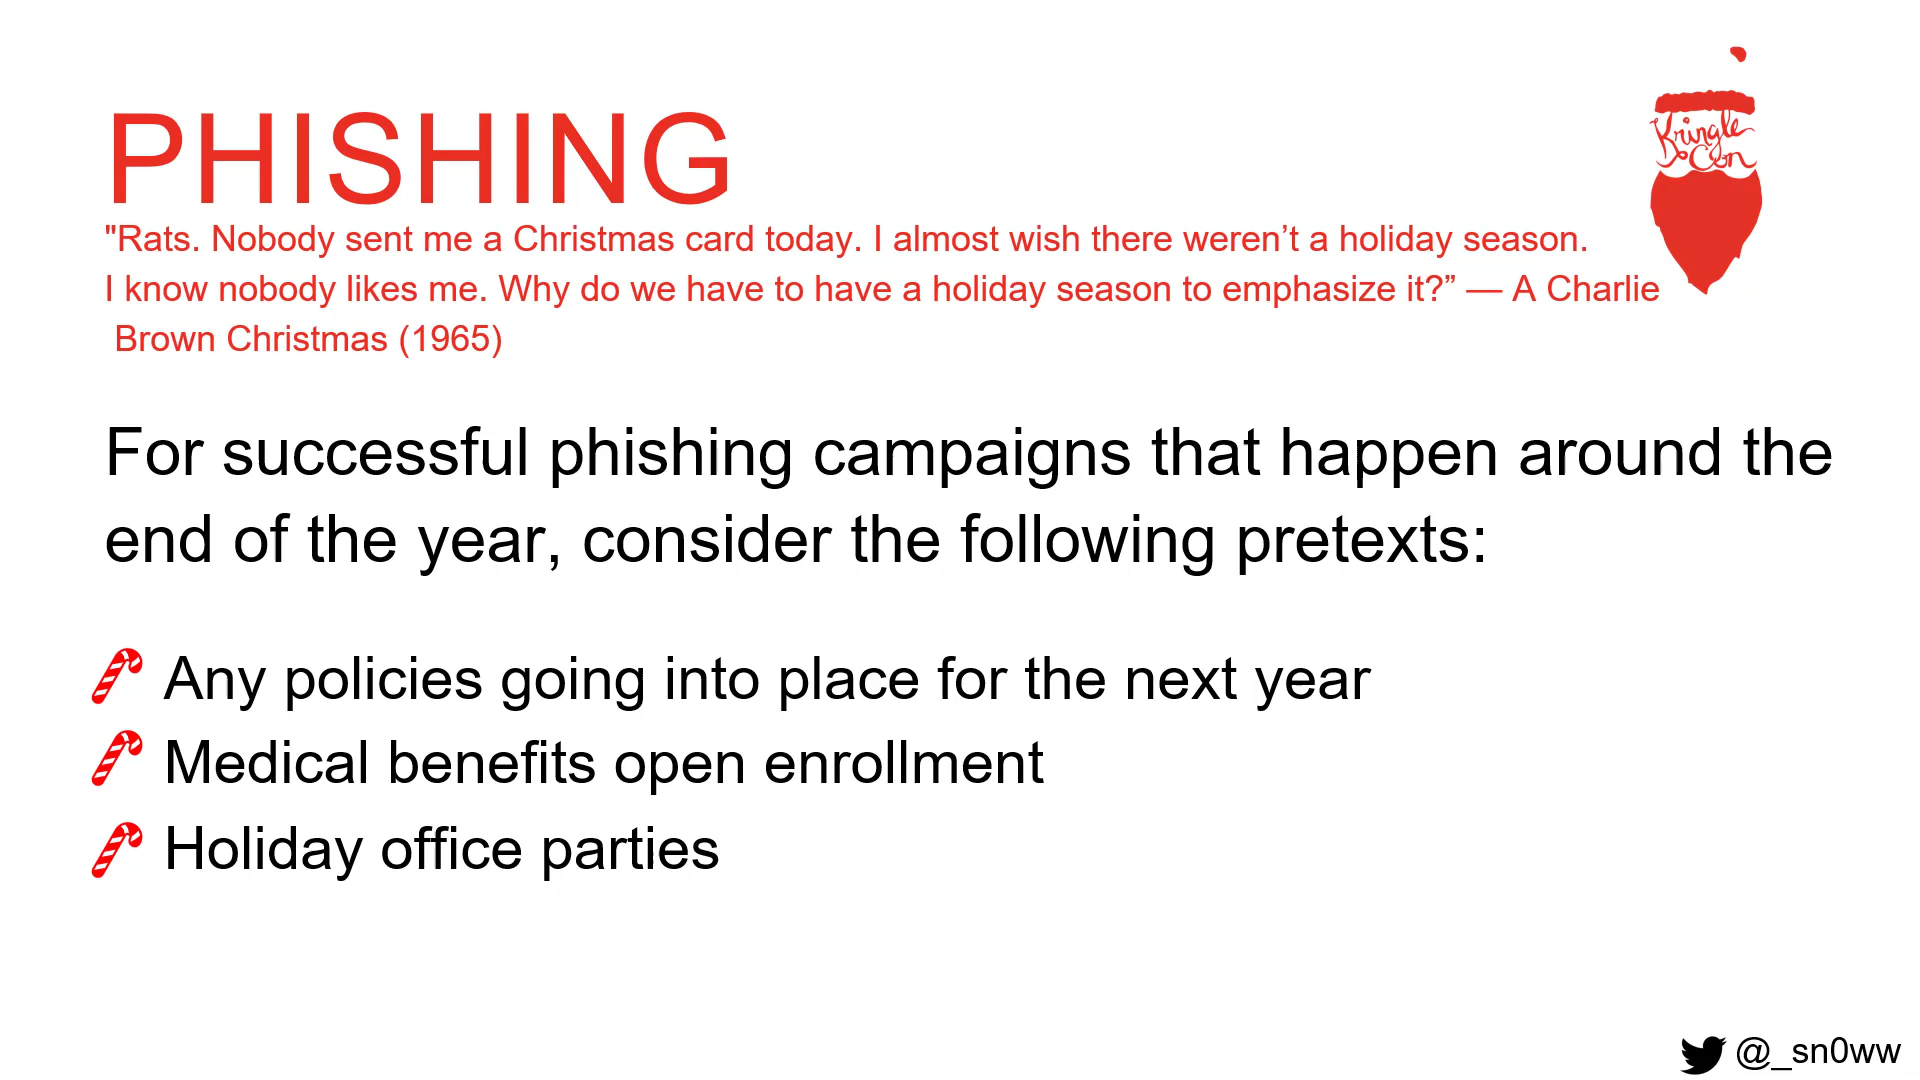 PHISHING
"Rats. Nobody sent me a Christmas card today. I almost wish there weren’t a holiday season.
I know nobody likes me. Why do we have to have a holiday season to emphasize it?” — A Charlie
Brown Christmas (1965)
Kringle
Con
For successful phishing campaigns that happen around the
end of the year, consider the following pretexts:
Any policies going into place for the next year
Medical benefits open enrollment
Holiday office parties
@_sn0ww